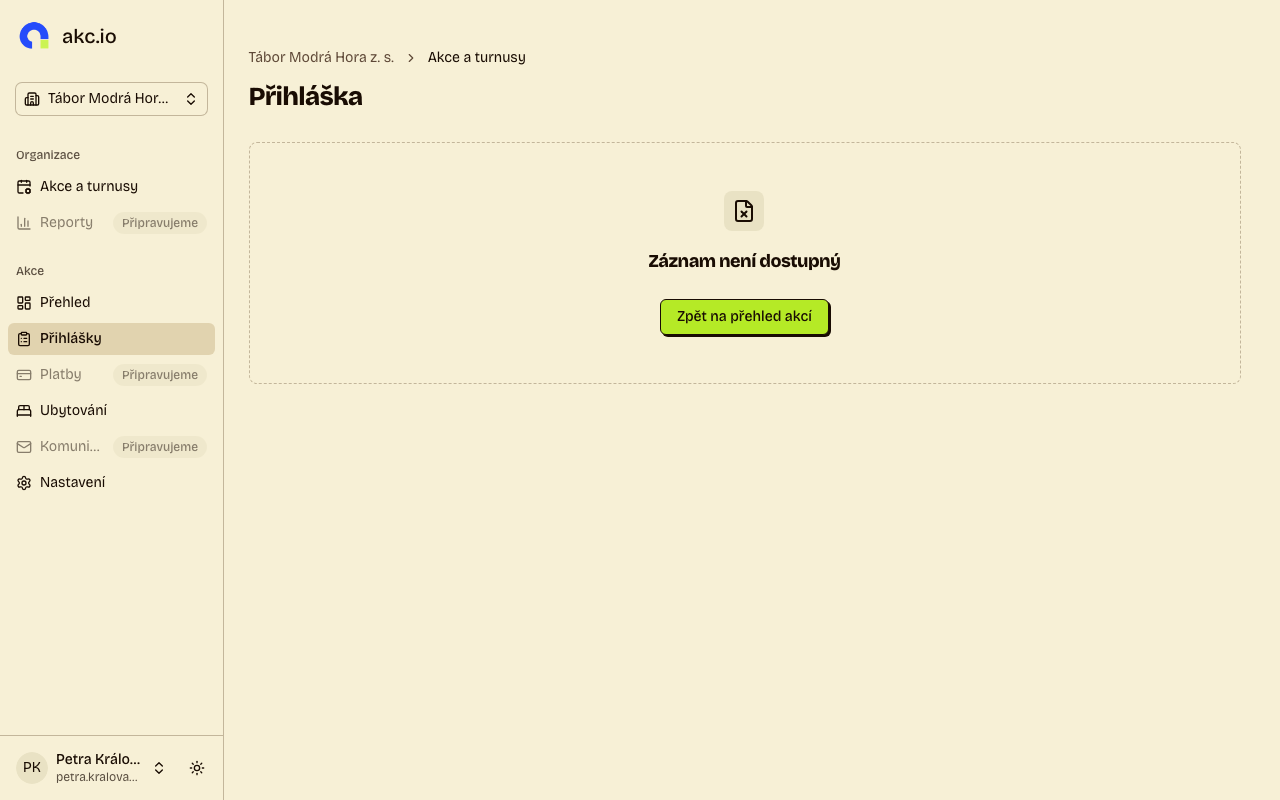 akc.io
Tábor Modrá Hor...
Organizace
Akce a turnusy
Reporty Připravujeme
Akce
Přehled
Přihlášky
Platby Připravujeme
Ubytování
Komuni... Připravujeme
Nastavení
PK Petra Králo...
petra.kralova...
Tábor Modrá Hora z. s. > Akce a turnusy
Přihláška
Záznam není dostupný
Zpět na přehled akcí